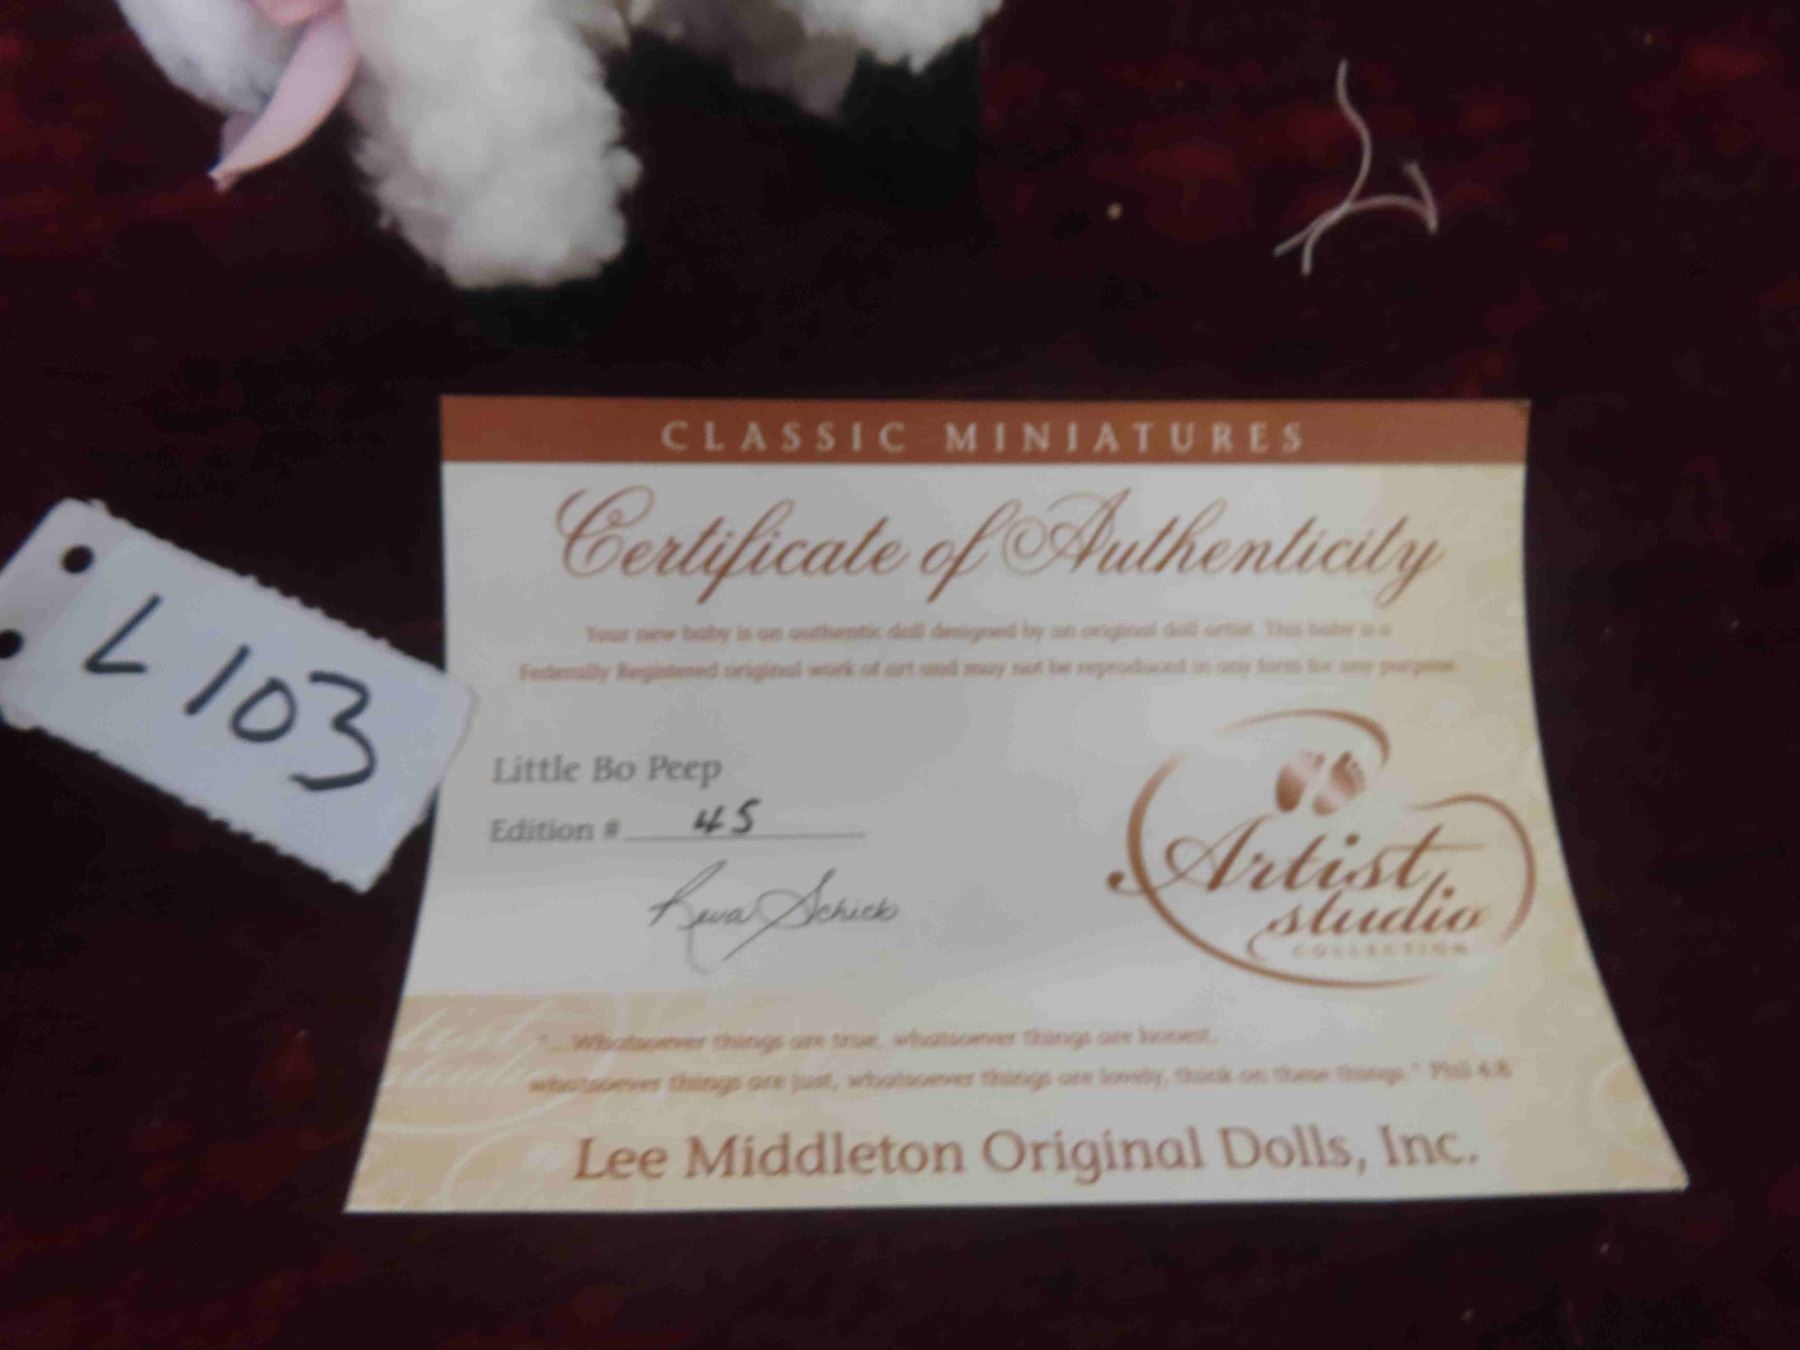 CLASSIC MINIATURES
Certificate of Authenticity
Your new baby is an authentic doll designed by an original doll artist. This baby is a
Federally Registered original work of art and may not be reproduced in any form for any purpose.
L 103
Little Bo Peep
Edition # 45
Reva Schick
Artist
studio
COLLECTION
"...Whatsoever things are true, whatsoever things are honest,
whatsoever things are just, whatsoever things are lovely, think on these things." Phil 4:8
Lee Middleton Original Dolls, Inc.